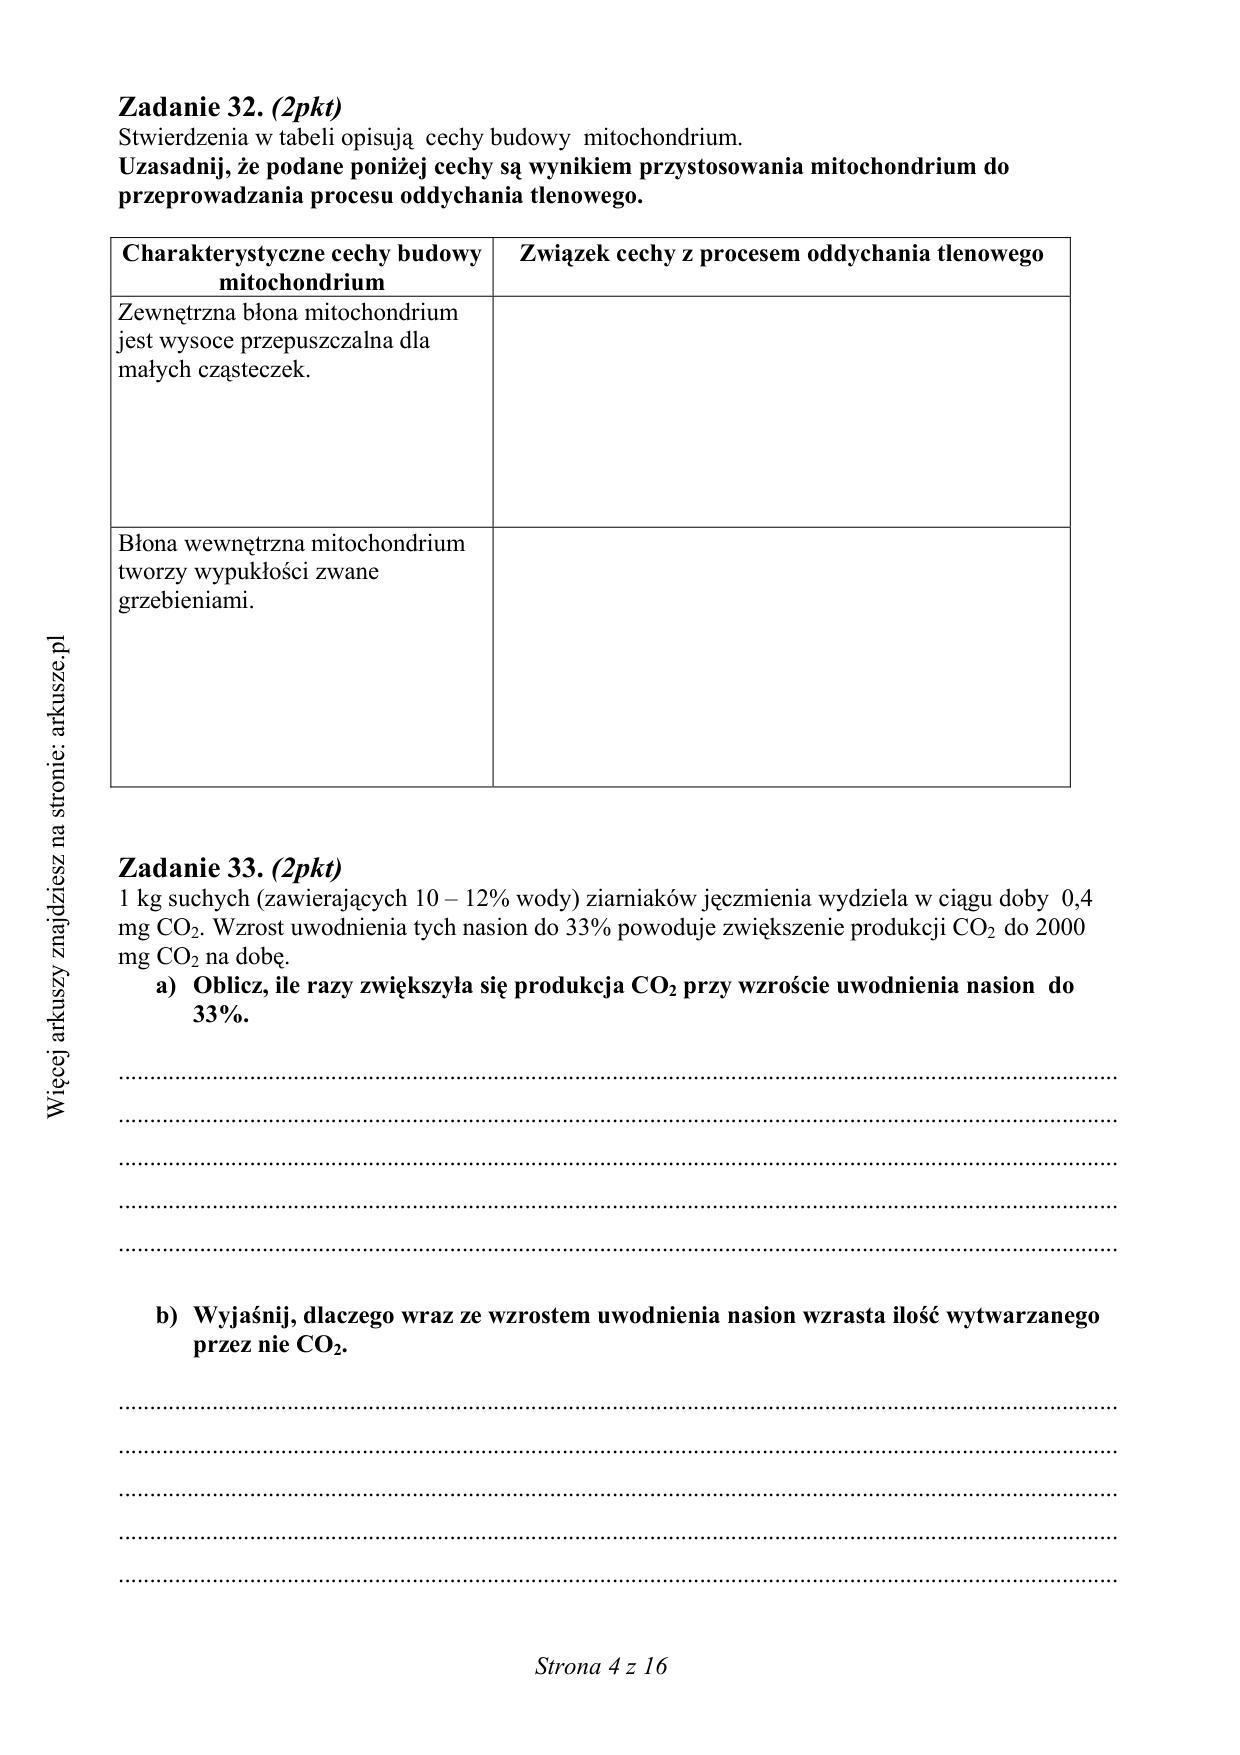 Zadanie 32. (2pkt)
Stwierdzenia w tabeli opisują cechy budowy mitochondrium.
Uzasadnij, że podane poniżej cechy są wynikiem przystosowania mitochondrium do
przeprowadzania procesu oddychania tlenowego.
Charakterystyczne cechy budowy
mitochondrium
Związek cechy z procesem oddychania tlenowego
Zewnętrzna błona mitochondrium
jest wysoce przepuszczalna dla
małych cząsteczek.
Błona wewnętrzna mitochondrium
tworzy wypukłości zwane
grzebieniami.
Zadanie 33. (2pkt)
1 kg suchych (zawierających 10 – 12% wody) ziarniaków jęczmienia wydziela w ciągu doby 0,4
mg CO₂. Wzrost uwodnienia tych nasion do 33% powoduje zwiększenie produkcji CO₂ do 2000
mg CO₂ na dobę.
a) Oblicz, ile razy zwiększyła się produkcja CO₂ przy wzroście uwodnienia nasion do
33%.
b) Wyjaśnij, dlaczego wraz ze wzrostem uwodnienia nasion wzrasta ilość wytwarzanego
przez nie CO₂.
Strona 4 z 16
Więcej arkuszy znajdziesz na stronie: arkusze.pl